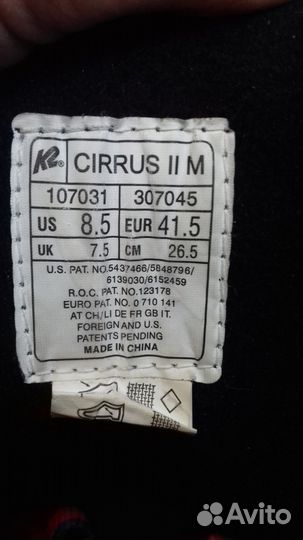 K2® CIRRUS II M
107031 307045
US 8.5 EUR 41.5
UK 7.5 CM 26.5
U.S. PAT. NO.5437466/5848796/
6139030/6152459
R.O.C. PAT. NO.123178
EURO PAT. NO. 0 710 141
AT CH/LI DE FR GB IT.
FOREIGN AND U.S.
PATENTS PENDING
MADE IN CHINA
Avito